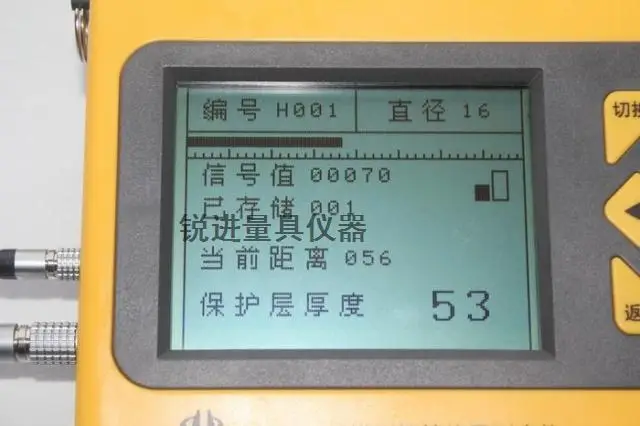 编号 H001 直径 16
信号值 00070
已存储 001
锐进量具仪器
当前距离 056
保护层厚度 53
切换
返